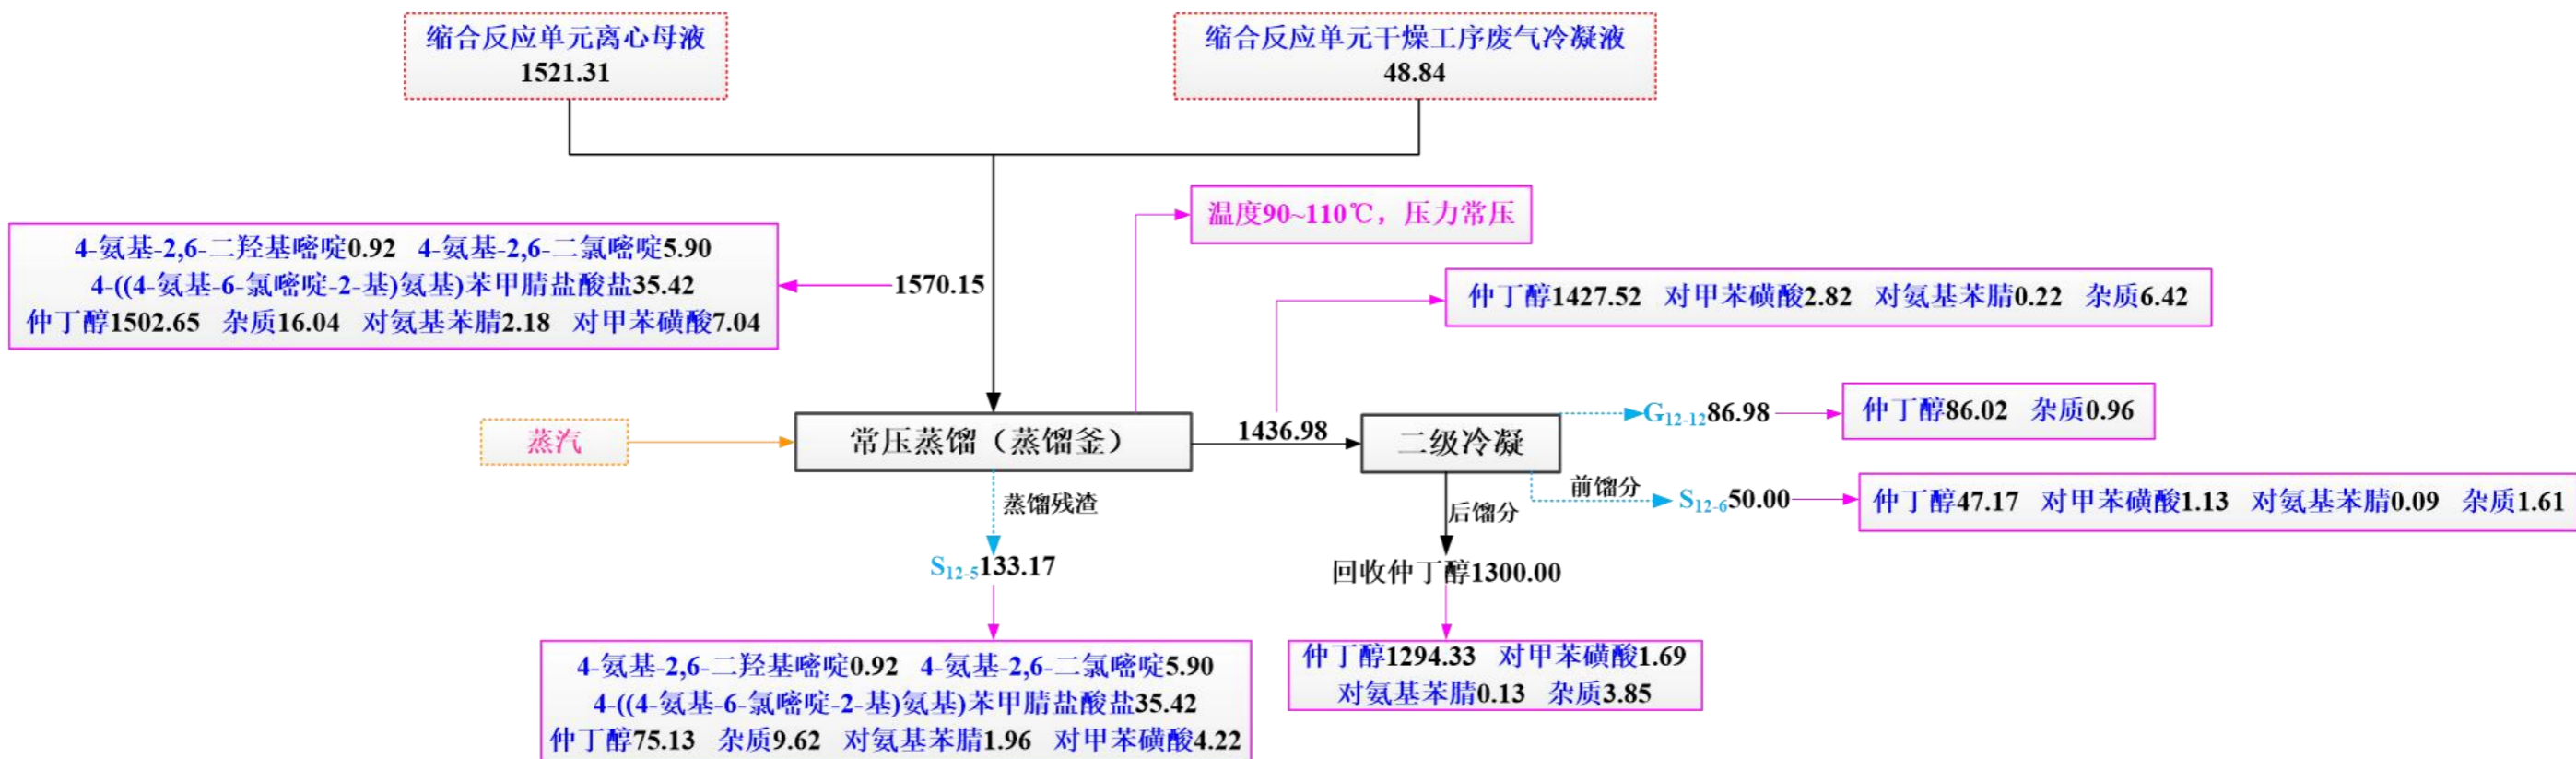 缩合反应单元离心母液
1521.31
缩合反应单元干燥工序废气冷凝液
48.84
温度90~110℃，压力常压
4-氨基-2,6-二羟基嘧啶0.92 4-氨基-2,6-二氯嘧啶5.90
4-((4-氨基-6-氯嘧啶-2-基)氨基)苯甲腈盐酸盐35.42
仲丁醇1502.65 杂质16.04 对氨基苯腈2.18 对甲苯磺酸7.04
1570.15
仲丁醇1427.52 对甲苯磺酸2.82 对氨基苯腈0.22 杂质6.42
蒸汽
常压蒸馏（蒸馏釜）
1436.98
二级冷凝
G12-1286.98
仲丁醇86.02 杂质0.96
前馏分
S12-650.00
仲丁醇47.17 对甲苯磺酸1.13 对氨基苯腈0.09 杂质1.61
蒸馏残渣
后馏分
S12-5133.17
回收仲丁醇1300.00
4-氨基-2,6-二羟基嘧啶0.92 4-氨基-2,6-二氯嘧啶5.90
4-((4-氨基-6-氯嘧啶-2-基)氨基)苯甲腈盐酸盐35.42
仲丁醇75.13 杂质9.62 对氨基苯腈1.96 对甲苯磺酸4.22
仲丁醇1294.33 对甲苯磺酸1.69
对氨基苯腈0.13 杂质3.85